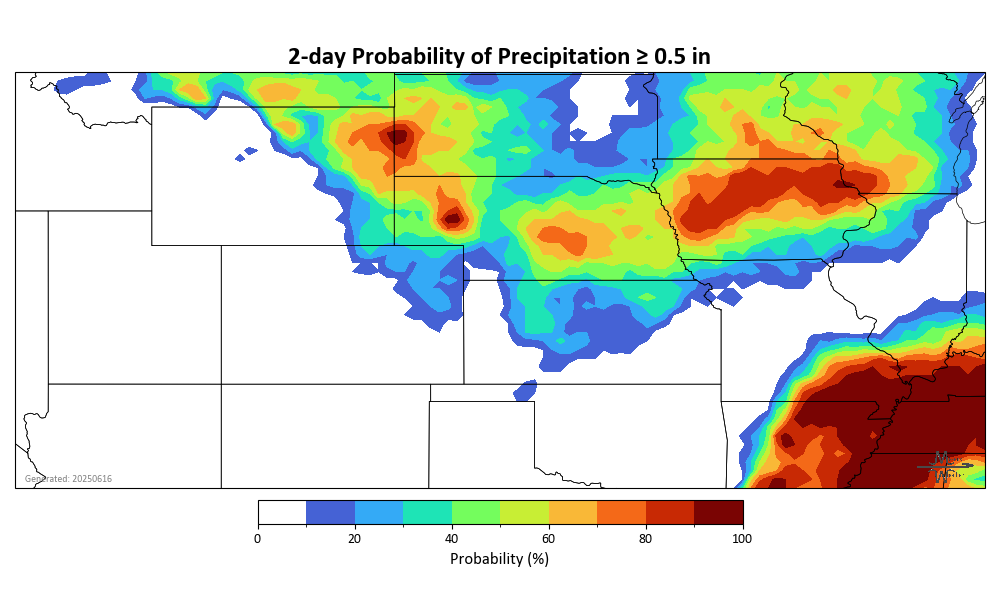 2-day Probability of Precipitation ≥ 0.5 in
Generated: 20250616
0 20 40 60 80 100
Probability (%)